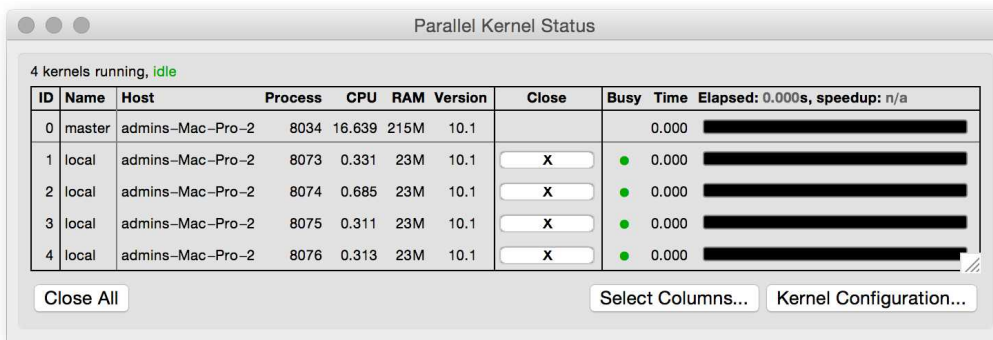 Parallel Kernel Status
4 kernels running, idle
ID Name Host Process CPU RAM Version Close Busy Time Elapsed: 0.000s, speedup: n/a
0 master admins-Mac-Pro-2 8034 16.639 215M 10.1 0.000
1 local admins-Mac-Pro-2 8073 0.331 23M 10.1 X 0.000
2 local admins-Mac-Pro-2 8074 0.685 23M 10.1 X 0.000
3 local admins-Mac-Pro-2 8075 0.311 23M 10.1 X 0.000
4 local admins-Mac-Pro-2 8076 0.313 23M 10.1 X 0.000
Close All Select Columns... Kernel Configuration...